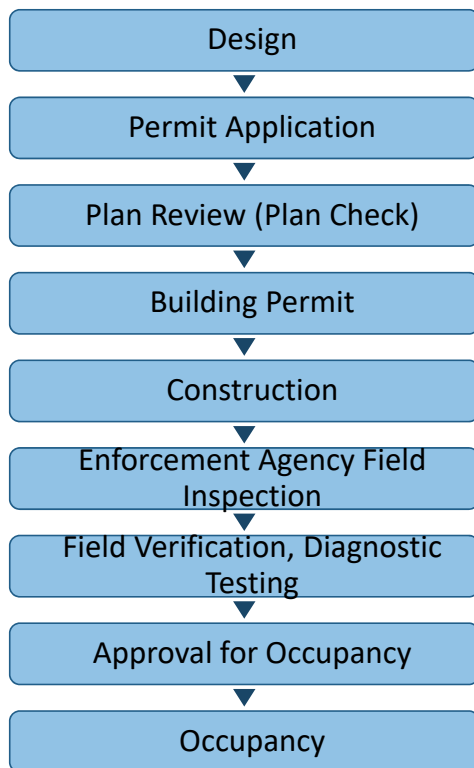 Design
Permit Application
Plan Review (Plan Check)
Building Permit
Construction
Enforcement Agency Field
Inspection
Field Verification, Diagnostic
Testing
Approval for Occupancy
Occupancy